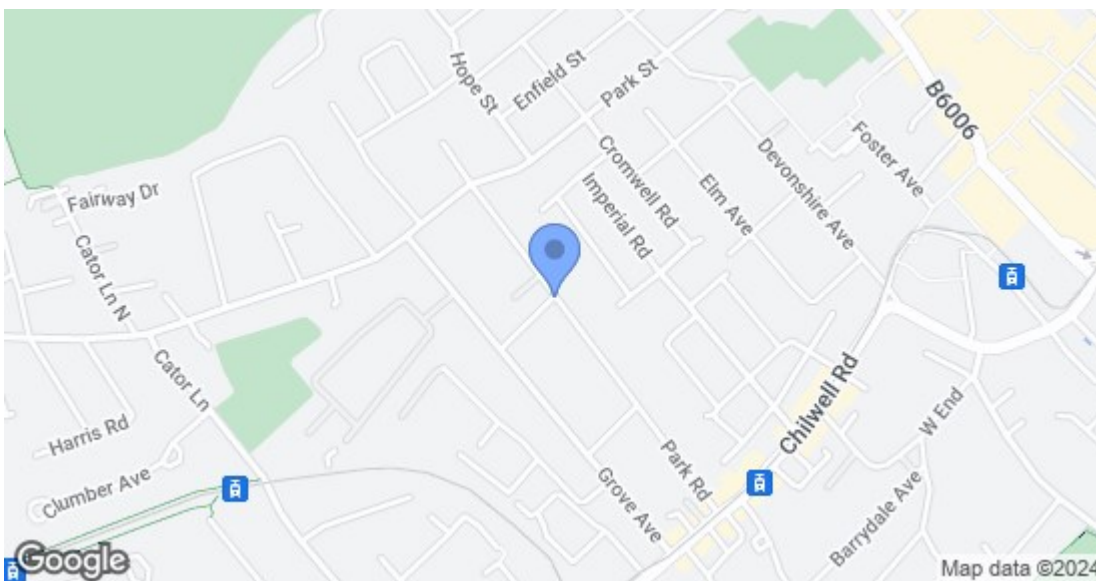 Hope St
Enfield St
Park St
B6006
Foster Ave
Cromwell Rd
Devonshire Ave
Elm Ave
Imperial Rd
Fairway Dr
Cator Ln N
Cator Ln
Harris Rd
Clumber Ave
Chilwell Rd
W End
Park Rd
Grove Ave
Barrydale Ave
Google
Map data ©2024